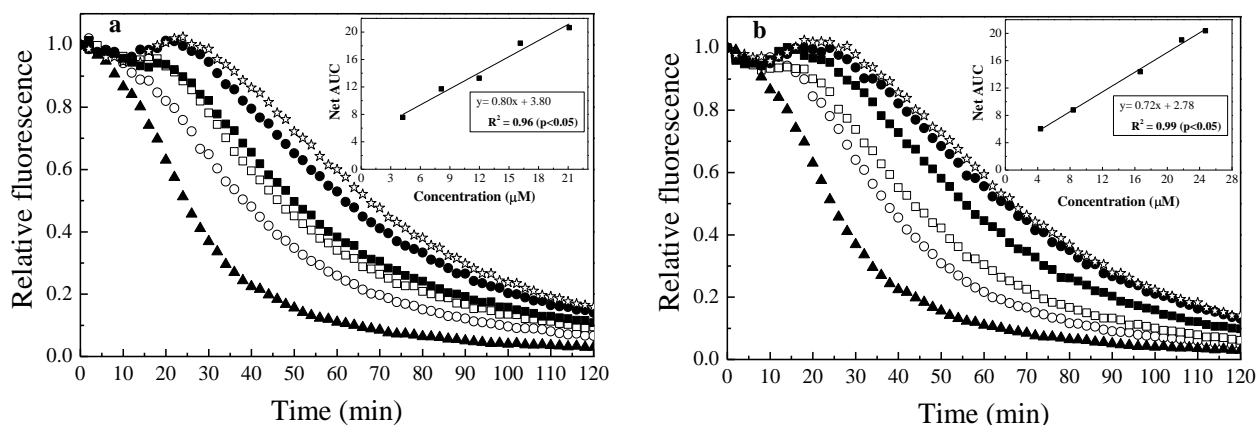 a
Relative fluorescence
1.0
0.8
0.6
0.4
0.2
0.0
0 10 20 30 40 50 60 70 80 90 100 110 120
Time (min)
Net AUC
20
16
12
8
4
0
0 3 6 9 12 15 18 21
Concentration (μM)
y= 0.80x + 3.80
R² = 0.96 (p<0.05)
b
Relative fluorescence
1.0
0.8
0.6
0.4
0.2
0.0
0 10 20 30 40 50 60 70 80 90 100 110 120
Time (min)
Net AUC
20
16
12
8
4
0
0 4 8 12 16 20 24 28
Concentration (μM)
y= 0.72x + 2.78
R² = 0.99 (p<0.05)